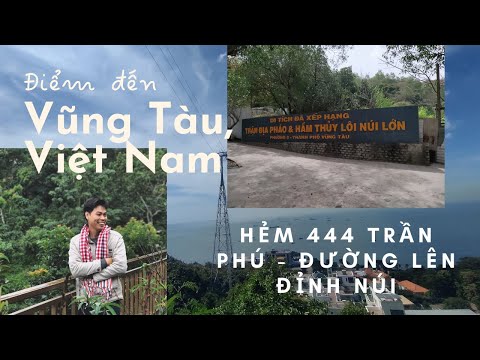 Điểm đến
Vũng Tàu,
Việt Nam
DI TÍCH ĐÃ XẾP HẠNG
TRẬN ĐỊA PHÁO & HẦM THỦY LÔI NÚI LỚN
PHƯỜNG 5 - THÀNH PHỐ VŨNG TÀU
HẺM 444 TRẦN
PHÚ - ĐƯỜNG LÊN
ĐỈNH NÚI